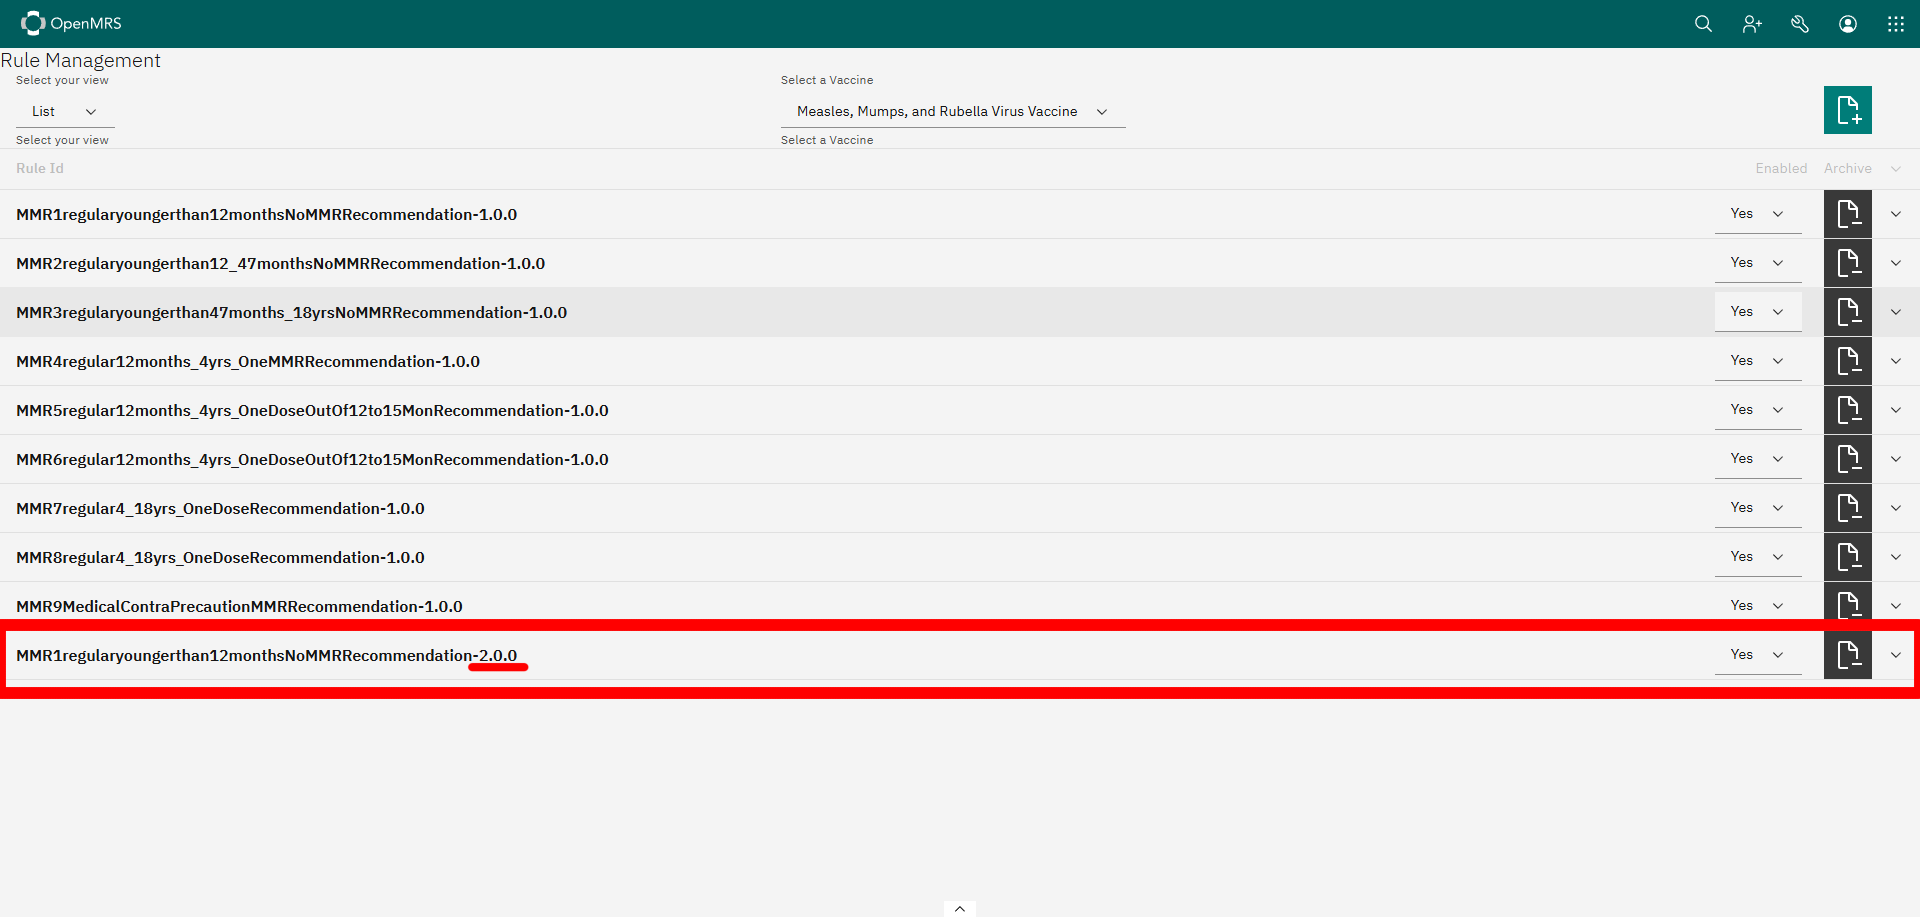 OpenMRS
Rule Management
Select your view
Select a Vaccine
List
Measles, Mumps, and Rubella Virus Vaccine
Select your view
Select a Vaccine
Rule Id
Enabled
Archive
MMR1regularyoungerthan12monthsNoMMRRecommendation-1.0.0
Yes
MMR2regularyoungerthan12_47monthsNoMMRRecommendation-1.0.0
Yes
MMR3regularyoungerthan47months_18yrsNoMMRRecommendation-1.0.0
Yes
MMR4regular12months_4yrs_OneMMRRecommendation-1.0.0
Yes
MMR5regular12months_4yrs_OneDoseOutOf12to15MonRecommendation-1.0.0
Yes
MMR6regular12months_4yrs_OneDoseOutOf12to15MonRecommendation-1.0.0
Yes
MMR7regular4_18yrs_OneDoseRecommendation-1.0.0
Yes
MMR8regular4_18yrs_OneDoseRecommendation-1.0.0
Yes
MMR9MedicalContraPrecautionMMRRecommendation-1.0.0
Yes
MMR1regularyoungerthan12monthsNoMMRRecommendation-2.0.0
Yes